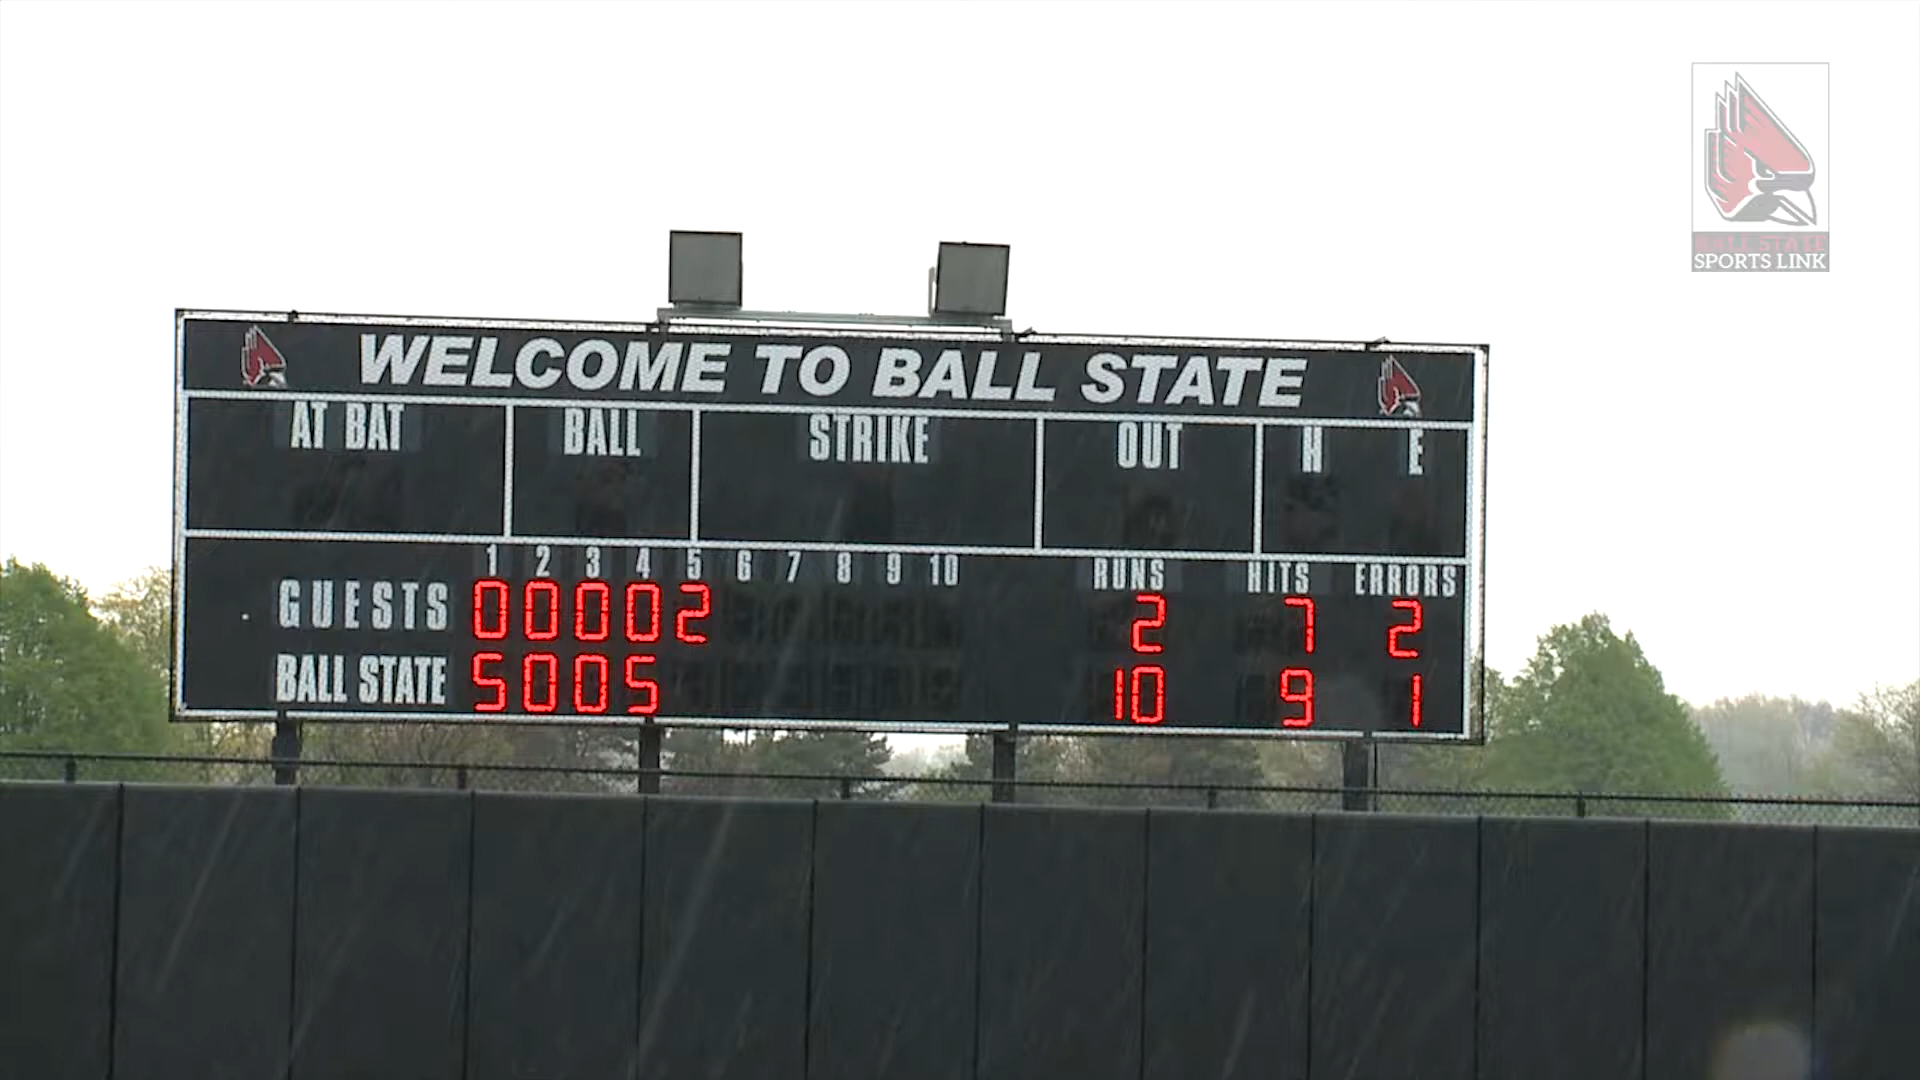 BALL STATE
SPORTS LINK
WELCOME TO BALL STATE
AT BAT BALL STRIKE OUT H E
1 2 3 4 5 6 7 8 9 10 RUNS HITS ERRORS
GUESTS 0 0 0 0 2 2 7 2
BALL STATE 5 0 0 5 10 9 1